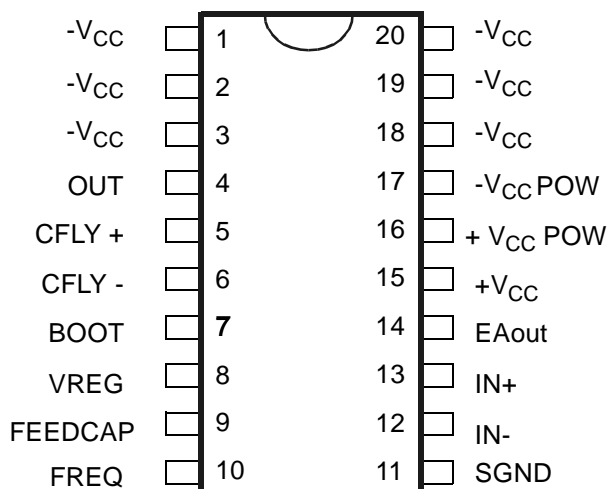 -VCC 1 20 -VCC
-VCC 2 19 -VCC
-VCC 3 18 -VCC
OUT 4 17 -VCC POW
CFLY + 5 16 + VCC POW
CFLY - 6 15 +VCC
BOOT 7 14 EAout
VREG 8 13 IN+
FEEDCAP 9 12 IN-
FREQ 10 11 SGND